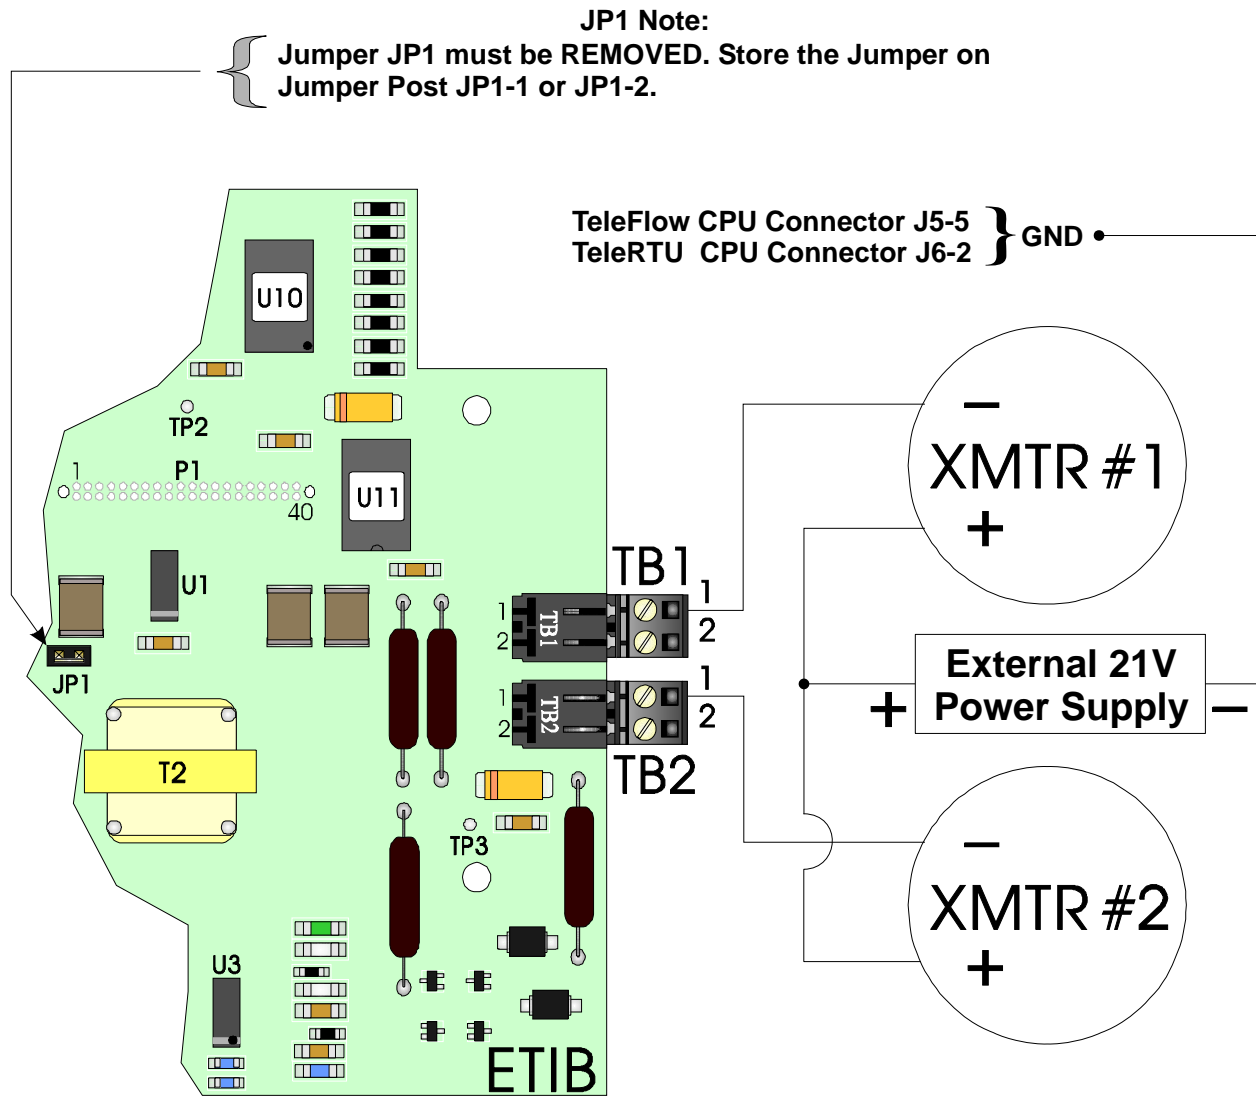 JP1 Note:
Jumper JP1 must be REMOVED. Store the Jumper on
Jumper Post JP1-1 or JP1-2.
TeleFlow CPU Connector J5-5
TeleRTU CPU Connector J6-2
GND
U10
TP2
1
P1
40
U11
U1
JP1
T2
TB1
1
2
TB1
1
2
1
2
TB2
1
2
TB2
TP3
U3
ETIB
−
XMTR #1
+
External 21V
+ Power Supply −
−
XMTR #2
+